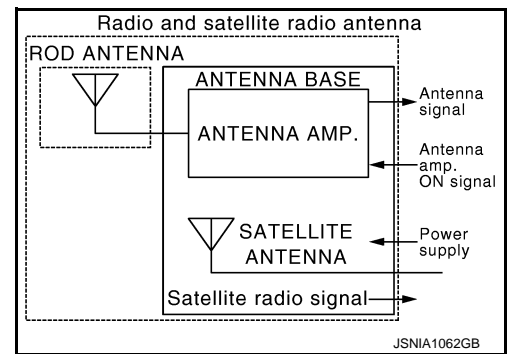 Radio and satellite radio antenna
ROD ANTENNA
ANTENNA BASE
ANTENNA AMP.
Antenna
signal
Antenna
amp.
ON signal
SATELLITE
ANTENNA
Power
supply
Satellite radio signal
JSNIA1062GB